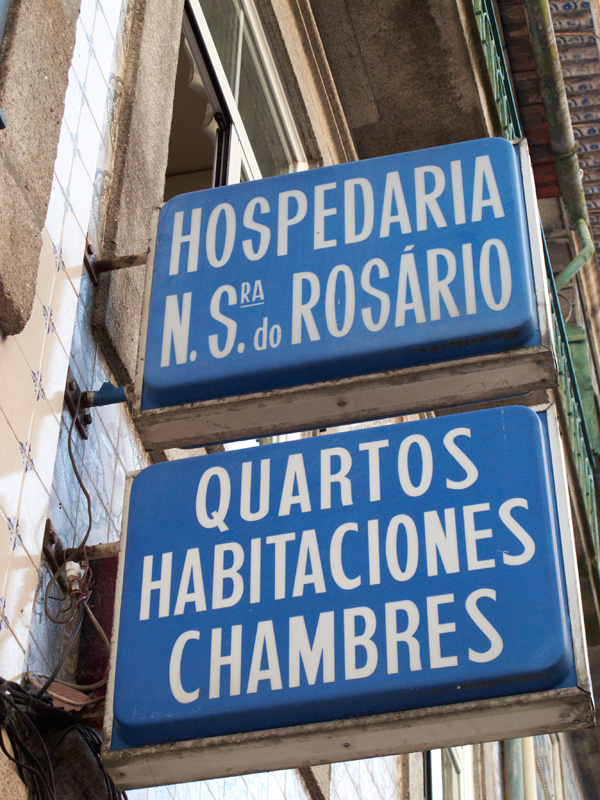 HOSPEDARIA
N. S.RA do ROSÁRIO
QUARTOS
HABITACIONES
CHAMBRES